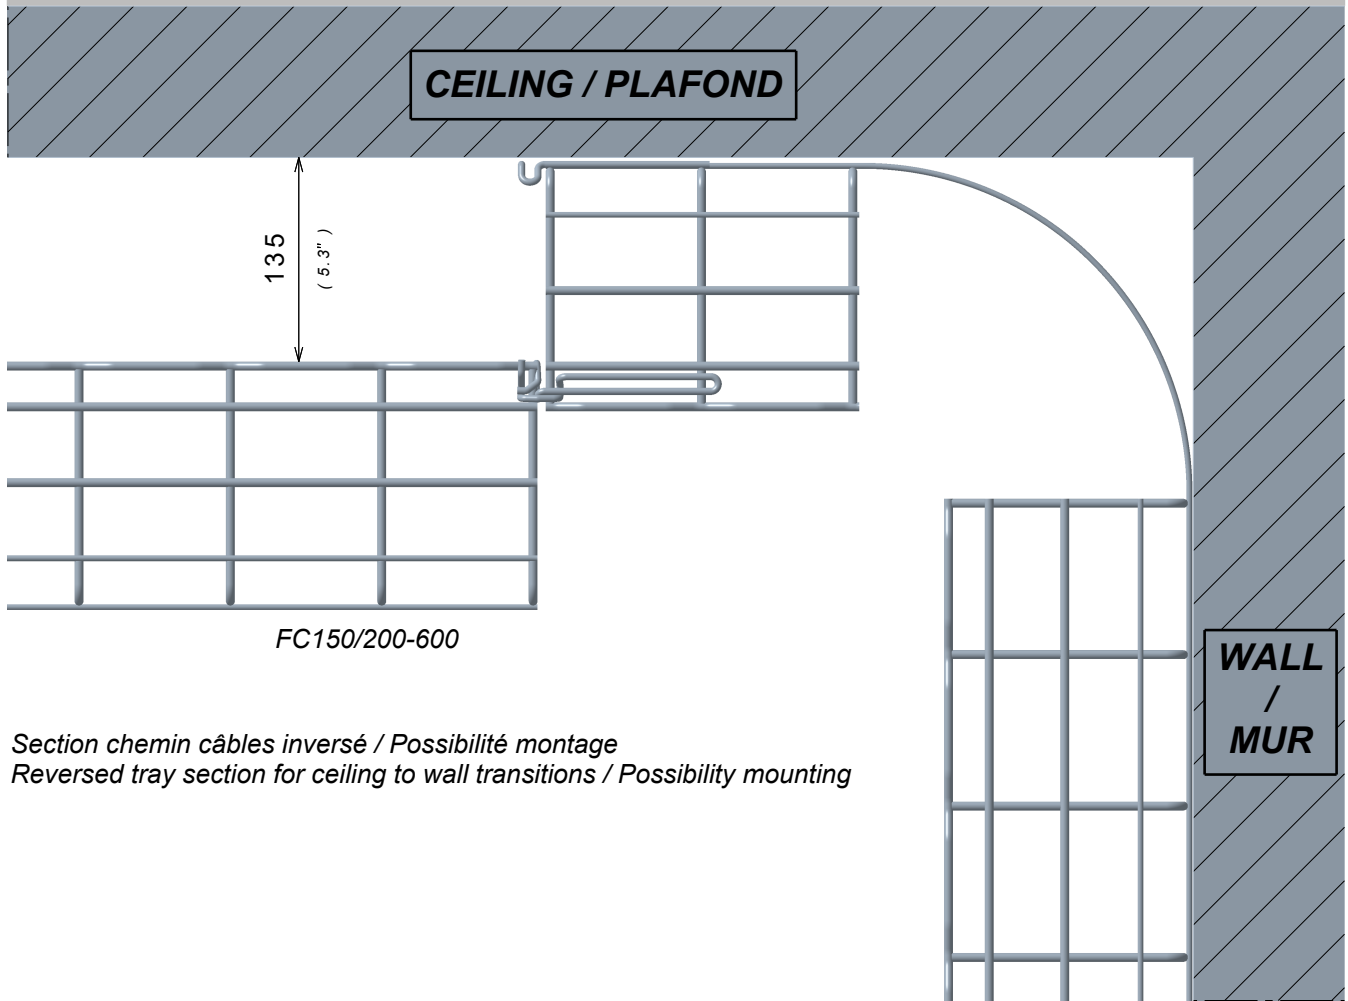 CEILING / PLAFOND
135
( 5.3" )
FC150/200-600
WALL
/
MUR
Section chemin câbles inversé / Possibilité montage
Reversed tray section for ceiling to wall transitions / Possibility mounting